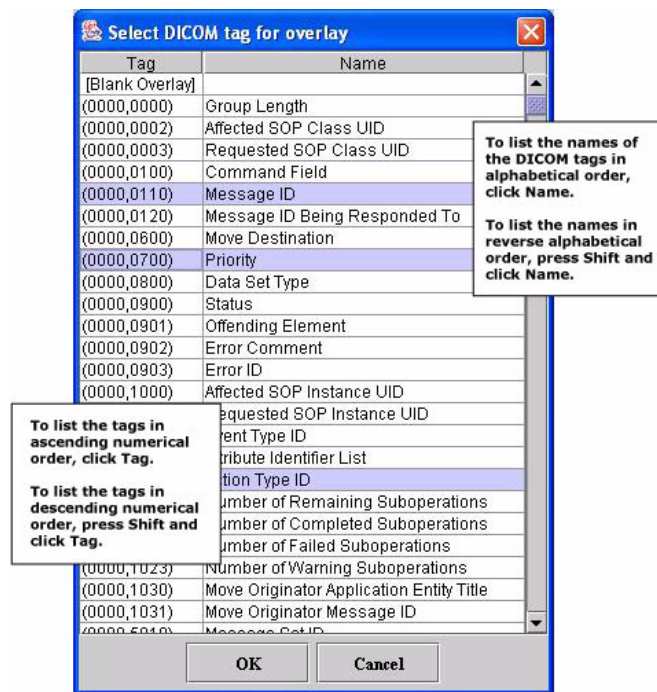 Select DICOM tag for overlay
Tag Name
[Blank Overlay]
(0000,0000) Group Length
(0000,0002) Affected SOP Class UID
(0000,0003) Requested SOP Class UID
(0000,0100) Command Field
(0000,0110) Message ID
(0000,0120) Message ID Being Responded To
(0000,0600) Move Destination
(0000,0700) Priority
(0000,0800) Data Set Type
(0000,0900) Status
(0000,0901) Offending Element
(0000,0902) Error Comment
(0000,0903) Error ID
(0000,1000) Affected SOP Instance UID
equested SOP Instance UID
vent Type ID
tribute Identifier List
tion Type ID
umber of Remaining Suboperations
umber of Completed Suboperations
umber of Failed Suboperations
(0000,1023) Number of Warning Suboperations
(0000,1030) Move Originator Application Entity Title
(0000,1031) Move Originator Message ID
(0000,5010) Message Set ID
To list the names of
the DICOM tags in
alphabetical order,
click Name.
To list the names in
reverse alphabetical
order, press Shift and
click Name.
To list the tags in
ascending numerical
order, click Tag.
To list the tags in
descending numerical
order, press Shift and
click Tag.
OK Cancel